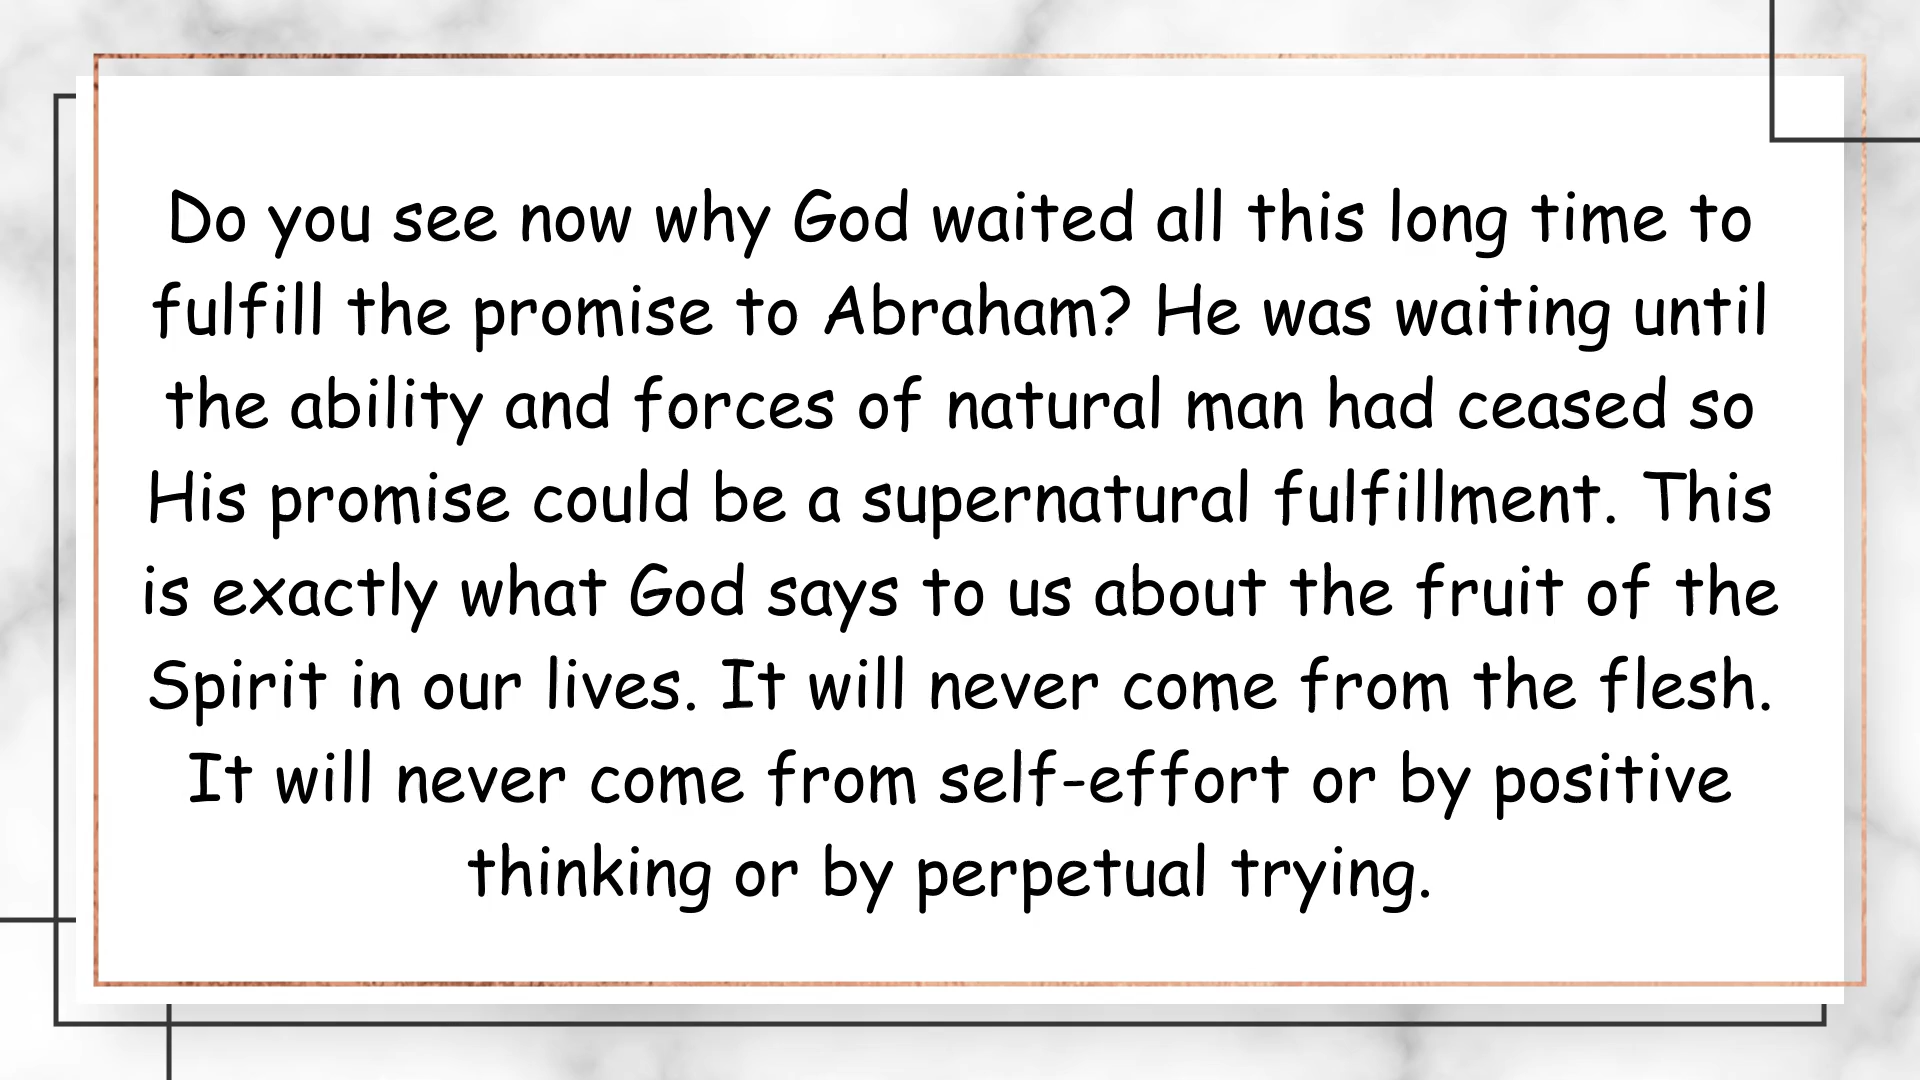 Do you see now why God waited all this long time to
fulfill the promise to Abraham? He was waiting until
the ability and forces of natural man had ceased so
His promise could be a supernatural fulfillment. This
is exactly what God says to us about the fruit of the
Spirit in our lives. It will never come from the flesh.
It will never come from self-effort or by positive
thinking or by perpetual trying.